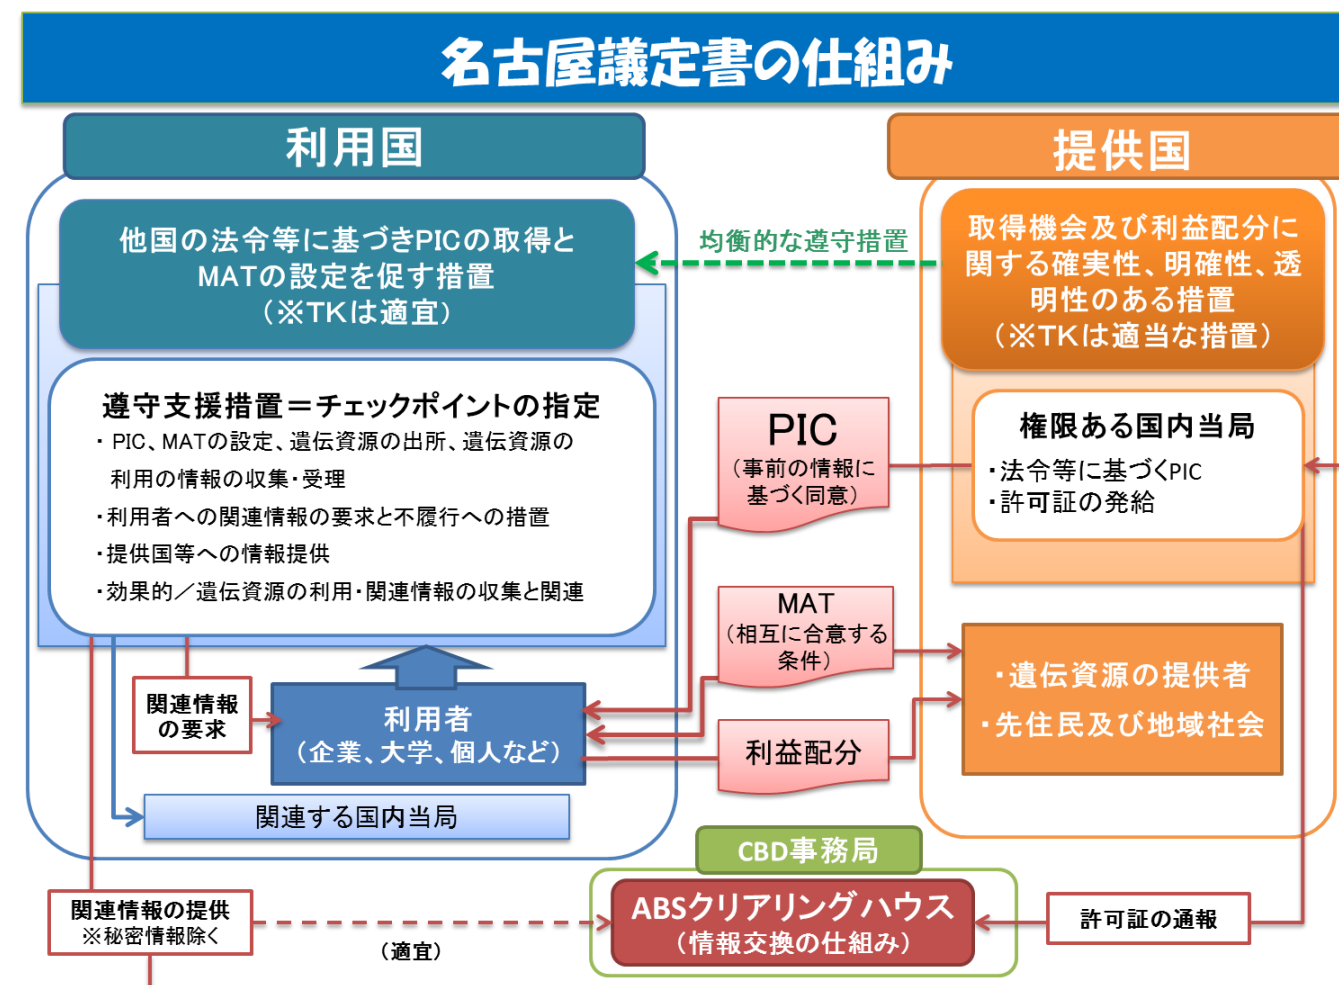 名古屋議定書の仕組み
利用国
提供国
他国の法令等に基づきPICの取得と
MATの設定を促す措置
（※TKは適宜）
均衡的な遵守措置
取得機会及び利益配分に
関する確実性、明確性、透
明性のある措置
（※TKは適当な措置）
遵守支援措置＝チェックポイントの指定
・ PIC、MATの設定、遺伝資源の出所、遺伝資源の
利用の情報の収集・受理
・利用者への関連情報の要求と不履行への措置
・提供国等への情報提供
・効果的／遺伝資源の利用・関連情報の収集と関連
PIC
（事前の情報に
基づく同意）
権限ある国内当局
・法令等に基づくPIC
・許可証の発給
MAT
（相互に合意する
条件）
・遺伝資源の提供者
・先住民及び地域社会
関連情報
の要求
利用者
（企業、大学、個人など）
利益配分
関連する国内当局
CBD事務局
ABSクリアリングハウス
（情報交換の仕組み）
関連情報の提供
※秘密情報除く
（適宜）
許可証の通報